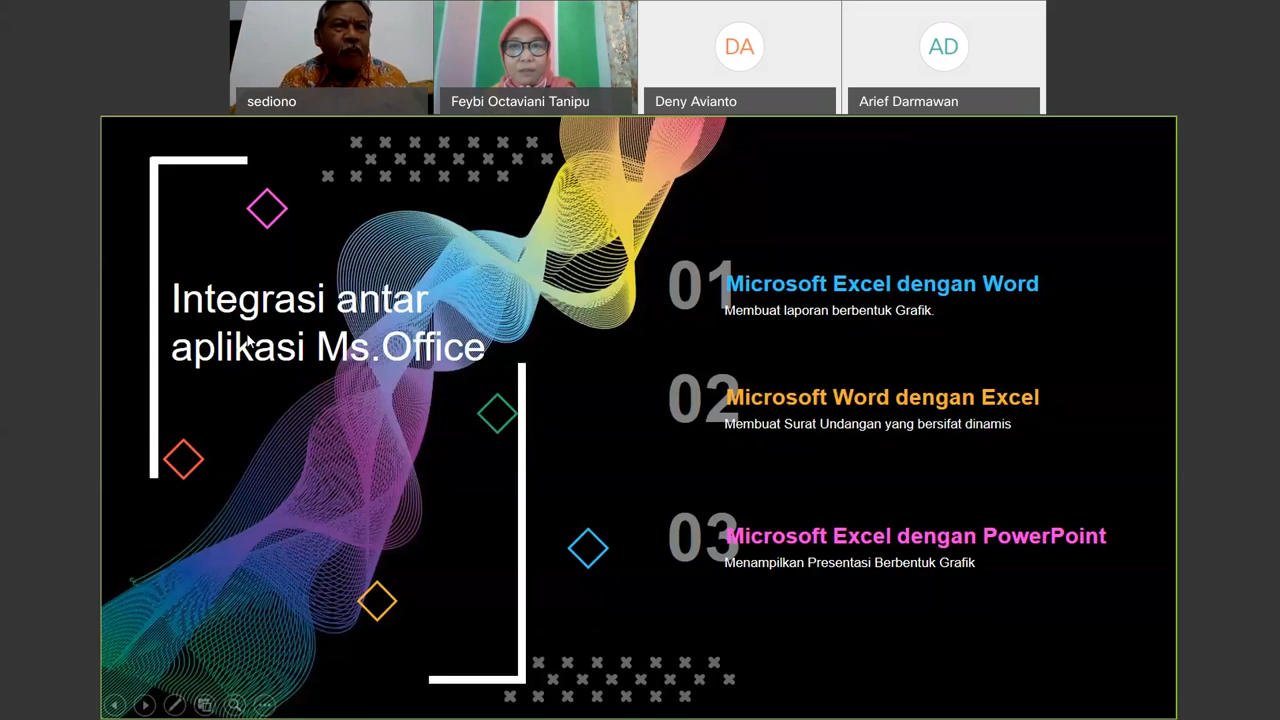 sediono
Feybi Octaviani Tanipu
DA
Deny Avianto
AD
Arief Darmawan
Integrasi antar
aplikasi Ms.Office
01
Microsoft Excel dengan Word
Membuat laporan berbentuk Grafik.
02
Microsoft Word dengan Excel
Membuat Surat Undangan yang bersifat dinamis
03
Microsoft Excel dengan PowerPoint
Menampilkan Presentasi Berbentuk Grafik